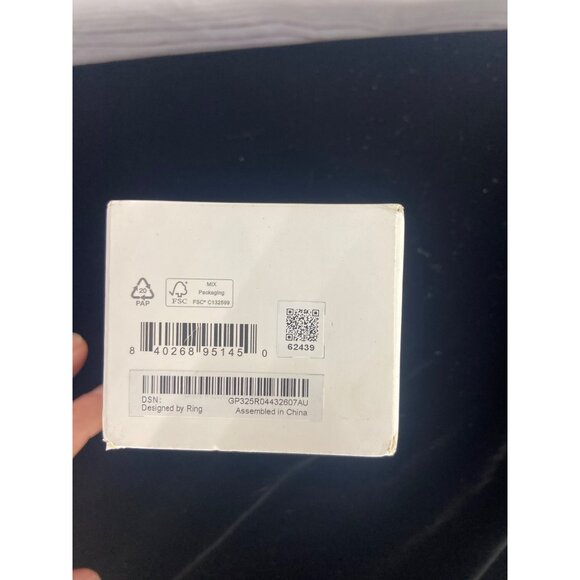 20
PAP
FSC
MIX
Packaging
FSC® C132599
62439
8 40268 95145 0
DSN: GP325R04432607AU
Designed by Ring Assembled in China